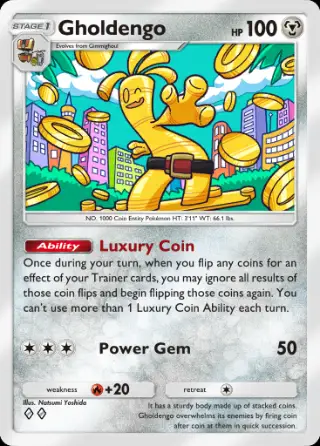 STAGE 1
Gholdengo
HP 100
Evolves from Gimmighoul
NO. 1000 Coin Entity Pokémon HT: 3'11" WT: 66.1 lbs.
Ability Luxury Coin
Once during your turn, when you flip any coins for an
effect of your Trainer cards, you may ignore all results of
those coin flips and begin flipping those coins again. You
can't use more than 1 Luxury Coin Ability each turn.
Power Gem 50
weakness +20 retreat
Illus. Natsumi Yoshida
It has a sturdy body made up of stacked coins.
Gholdengo overwhelms its enemies by firing coin
after coin at them in quick succession.